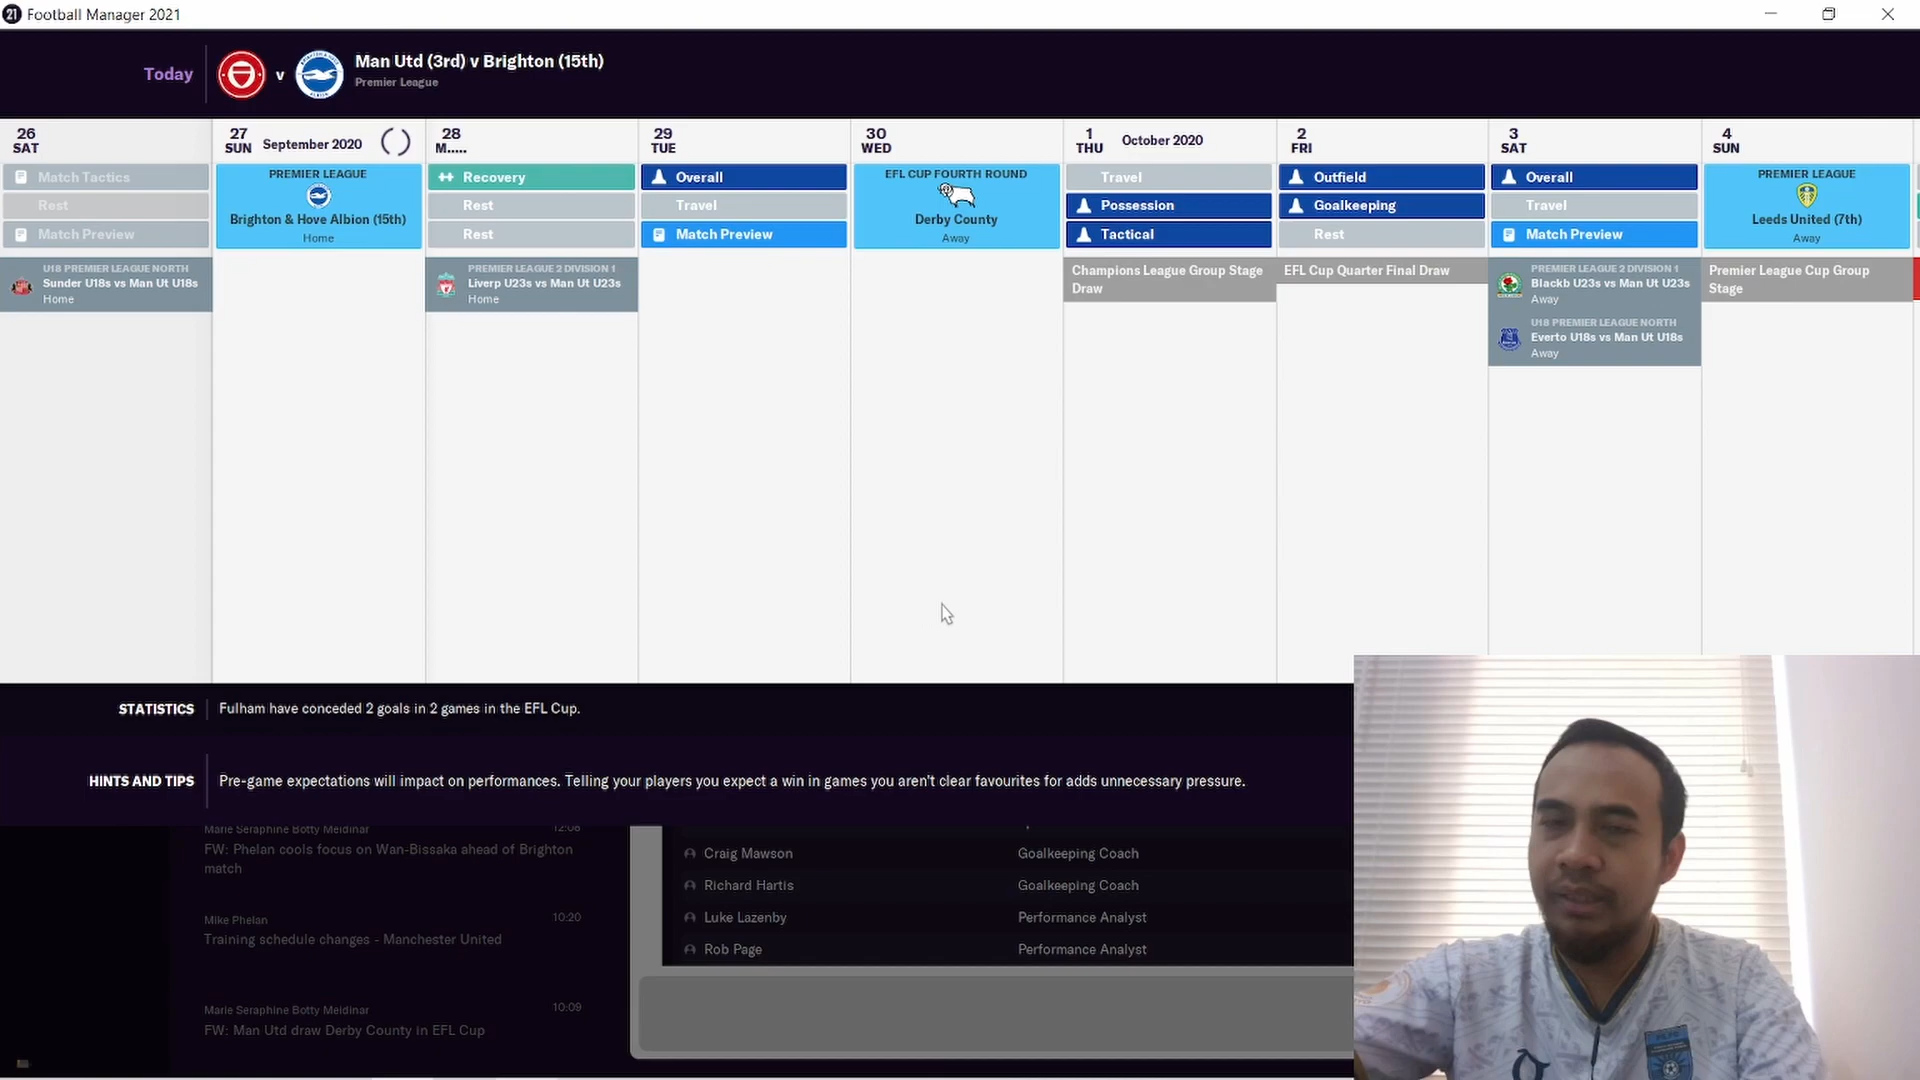 21 Football Manager 2021
Today
v
Man Utd (3rd) v Brighton (15th)
Premier League
26
SAT
Match Tactics
Rest
Match Preview
U18 PREMIER LEAGUE NORTH
Sunder U18s vs Man Ut U18s
Home
27
SUN
September 2020
PREMIER LEAGUE
Brighton & Hove Albion (15th)
Home
28
M.....
Recovery
Rest
Rest
PREMIER LEAGUE 2 DIVISION 1
Liverp U23s vs Man Ut U23s
Home
29
TUE
Overall
Travel
Match Preview
30
WED
EFL CUP FOURTH ROUND
Derby County
Away
1
THU
October 2020
Travel
Possession
Tactical
Champions League Group Stage
Draw
2
FRI
Outfield
Goalkeeping
Rest
EFL Cup Quarter Final Draw
3
SAT
Overall
Travel
Match Preview
PREMIER LEAGUE 2 DIVISION 1
Blackb U23s vs Man Ut U23s
Away
U18 PREMIER LEAGUE NORTH
Everto U18s vs Man Ut U18s
Away
4
SUN
PREMIER LEAGUE
Leeds United (7th)
Away
Premier League Cup Group
Stage
STATISTICS
Fulham have conceded 2 goals in 2 games in the EFL Cup.
HINTS AND TIPS
Pre-game expectations will impact on performances. Telling your players you expect a win in games you aren't clear favourites for adds unnecessary pressure.
Marie Seraphine Botty Meidinar 12:08
FW: Phelan cools focus on Wan-Bissaka ahead of Brighton
match
Mike Phelan 10:20
Training schedule changes - Manchester United
Marie Seraphine Botty Meidinar 10:09
FW: Man Utd draw Derby County in EFL Cup
Craig Mawson Goalkeeping Coach
Richard Hartis Goalkeeping Coach
Luke Lazenby Performance Analyst
Rob Page Performance Analyst